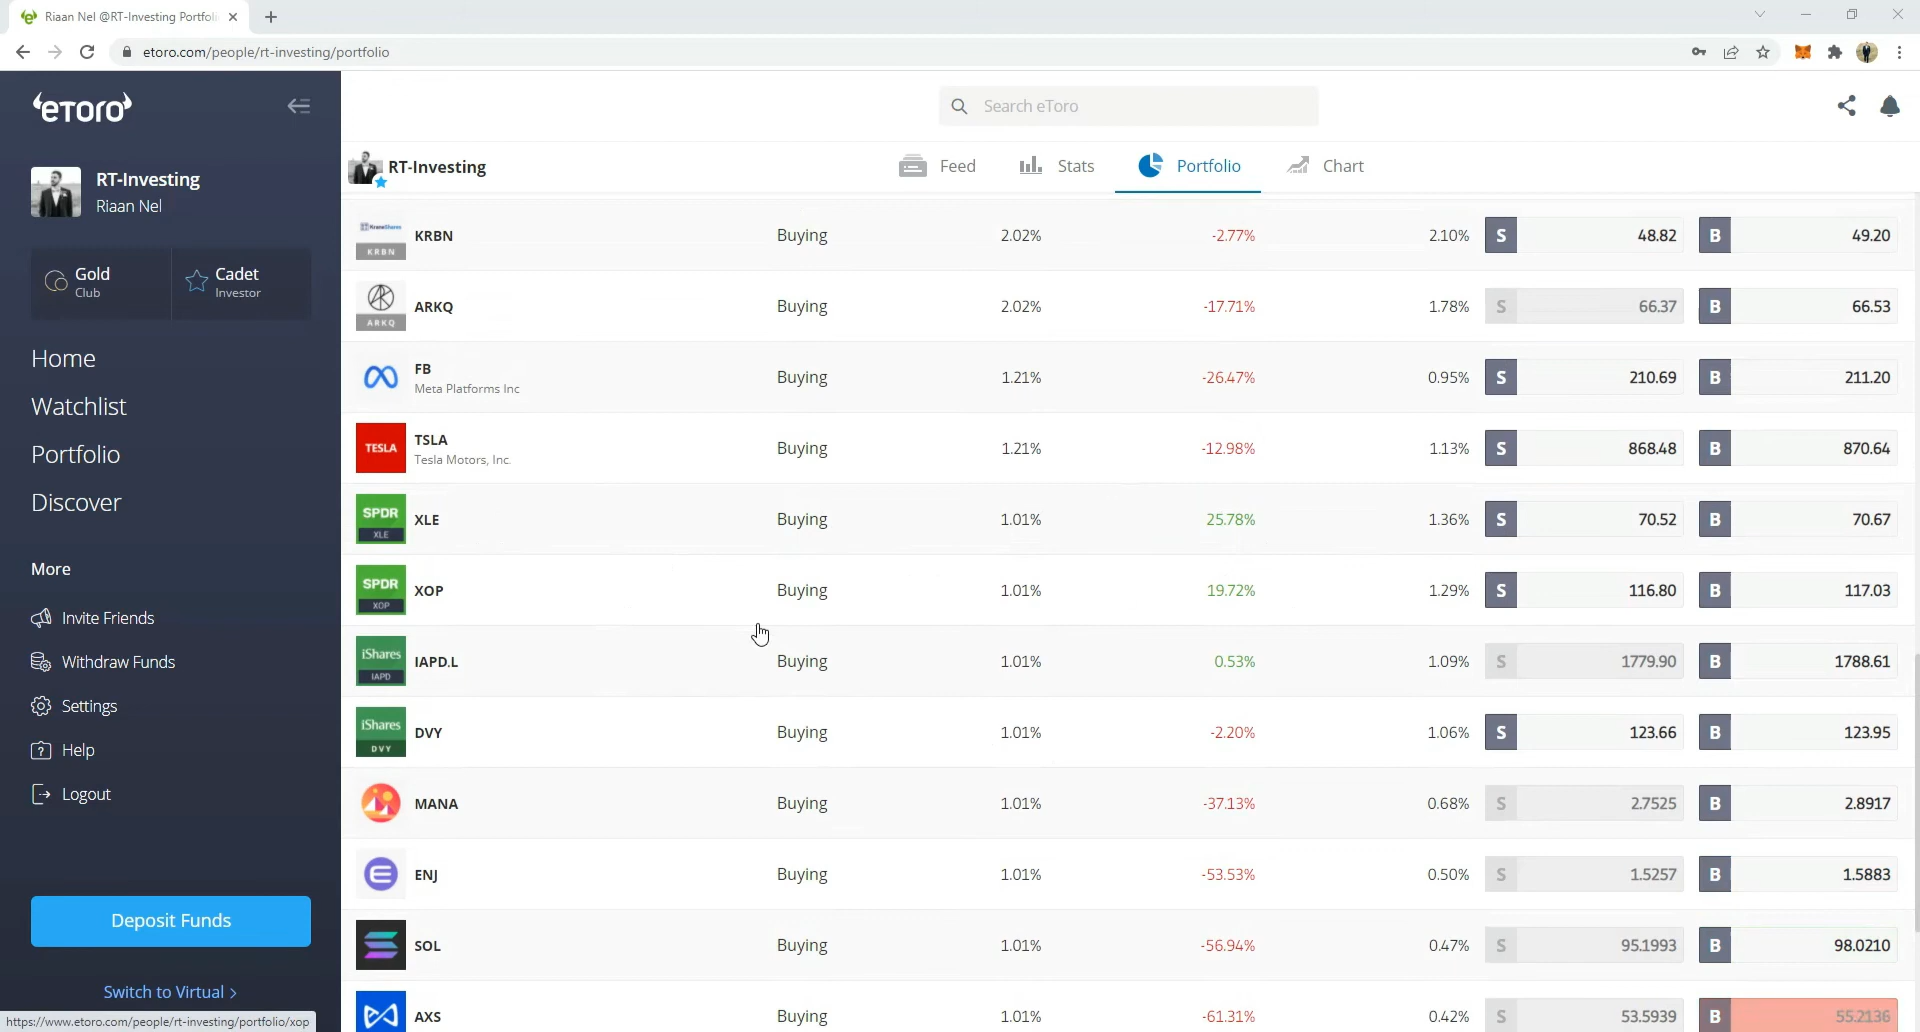 Riaan Nel @RT-Investing Portfoli
etoro.com/people/rt-investing/portfolio
eTORO
Search eToro
RT-Investing
Riaan Nel
Gold
Club
Cadet
Investor
Home
Watchlist
Portfolio
Discover
More
Invite Friends
Withdraw Funds
Settings
Help
Logout
Deposit Funds
Switch to Virtual >
https://www.etoro.com/people/rt-investing/portfolio/xop
RT-Investing
Feed
Stats
Portfolio
Chart
KraneShares KRBN KRBN Buying 2.02% -2.77% 2.10% S 48.82 B 49.20
ARKQ ARKQ Buying 2.02% -17.71% 1.78% S 66.37 B 66.53
FB Buying 1.21% -26.47% 0.95% S 210.69 B 211.20
Meta Platforms Inc
TESLA TSLA Buying 1.21% -12.98% 1.13% S 868.48 B 870.64
Tesla Motors, Inc.
SPDR XLE XLE Buying 1.01% 25.78% 1.36% S 70.52 B 70.67
SPDR XOP XOP Buying 1.01% 19.72% 1.29% S 116.80 B 117.03
iShares IAPD IAPD.L Buying 1.01% 0.53% 1.09% S 1779.90 B 1788.61
iShares DVY DVY Buying 1.01% -2.20% 1.06% S 123.66 B 123.95
MANA Buying 1.01% -37.13% 0.68% S 2.7525 B 2.8917
ENJ Buying 1.01% -53.53% 0.50% S 1.5257 B 1.5883
SOL Buying 1.01% -56.94% 0.47% S 95.1993 B 98.0210
AXS Buying 1.01% -61.31% 0.42% S 53.5939 B 55.2136